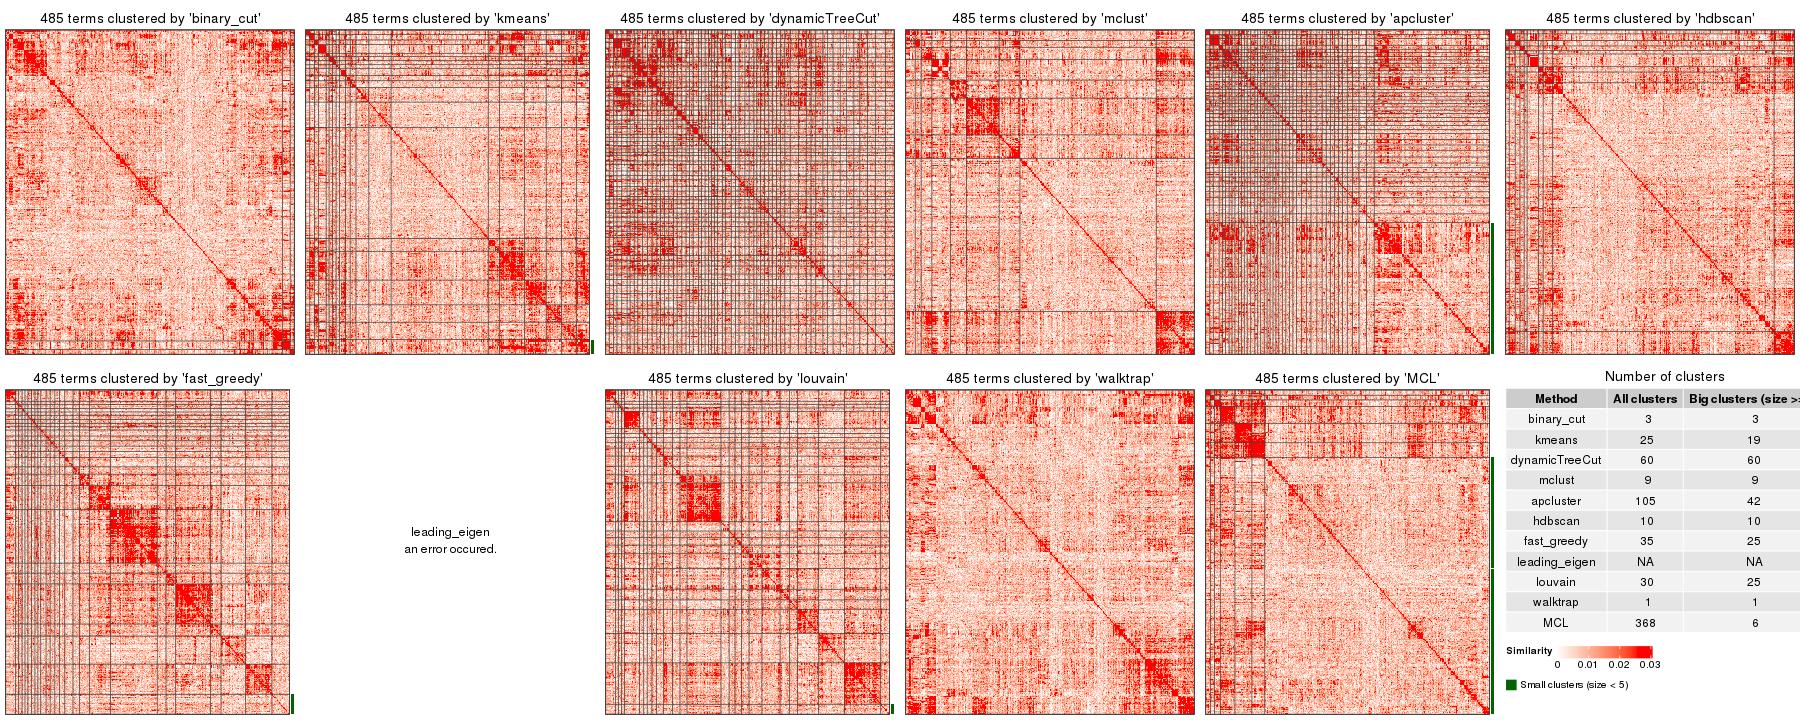 485 terms clustered by 'binary_cut'
485 terms clustered by 'kmeans'
485 terms clustered by 'dynamicTreeCut'
485 terms clustered by 'mclust'
485 terms clustered by 'apcluster'
485 terms clustered by 'hdbscan'
485 terms clustered by 'fast_greedy'
leading_eigen
an error occured.
485 terms clustered by 'louvain'
485 terms clustered by 'walktrap'
485 terms clustered by 'MCL'
Number of clusters
Method All clusters Big clusters (size >=
binary_cut 3 3
kmeans 25 19
dynamicTreeCut 60 60
mclust 9 9
apcluster 105 42
hdbscan 10 10
fast_greedy 35 25
leading_eigen NA NA
louvain 30 25
walktrap 1 1
MCL 368 6
Similarity
0 0.01 0.02 0.03
Small clusters (size < 5)